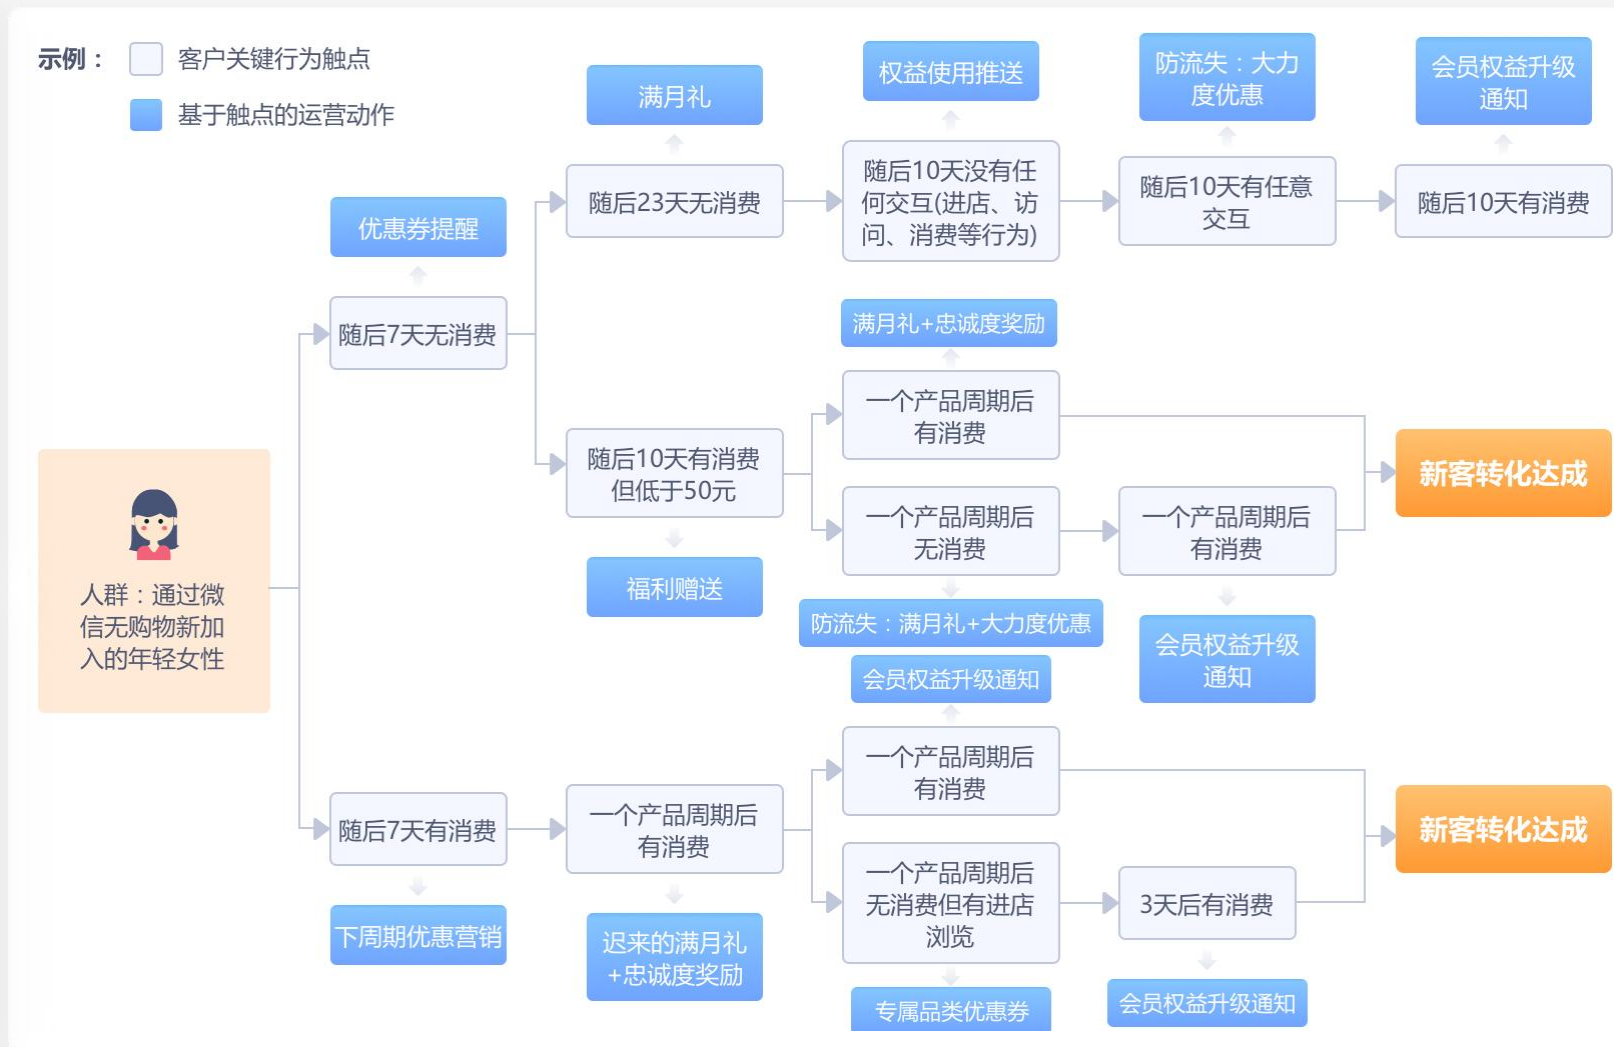 示例：
客户关键行为触点
基于触点的运营动作
满月礼
权益使用推送
防流失：大力
度优惠
会员权益升级
通知
优惠券提醒
随后23天无消费
随后10天没有任
何交互(进店、访
问、消费等行为)
随后10天有任意
交互
随后10天有消费
随后7天无消费
满月礼+忠诚度奖励
一个产品周期后
有消费
随后10天有消费
但低于50元
一个产品周期后
无消费
一个产品周期后
有消费
新客转化达成
福利赠送
防流失：满月礼+大力度优惠
会员权益升级
通知
人群：通过微
信无购物新加
入的年轻女性
会员权益升级通知
一个产品周期后
有消费
随后7天有消费
一个产品周期后
有消费
新客转化达成
一个产品周期后
无消费但有进店
浏览
3天后有消费
下周期优惠营销
迟来的满月礼
+忠诚度奖励
专属品类优惠券
会员权益升级通知